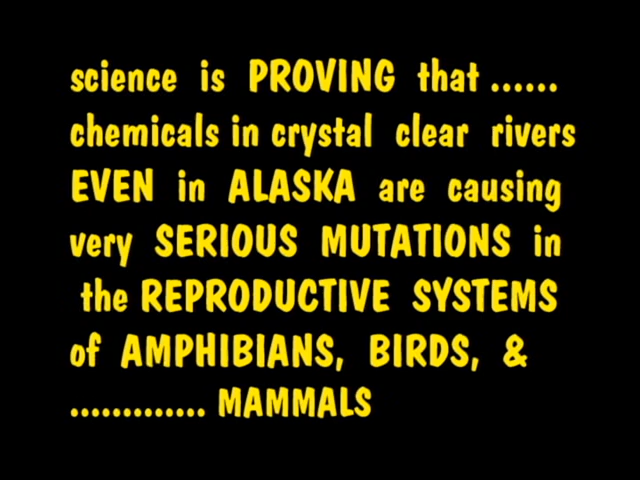 science is PROVING that ......
chemicals in crystal clear rivers
EVEN in ALASKA are causing
very SERIOUS MUTATIONS in
the REPRODUCTIVE SYSTEMS
of AMPHIBIANS, BIRDS, &
............. MAMMALS